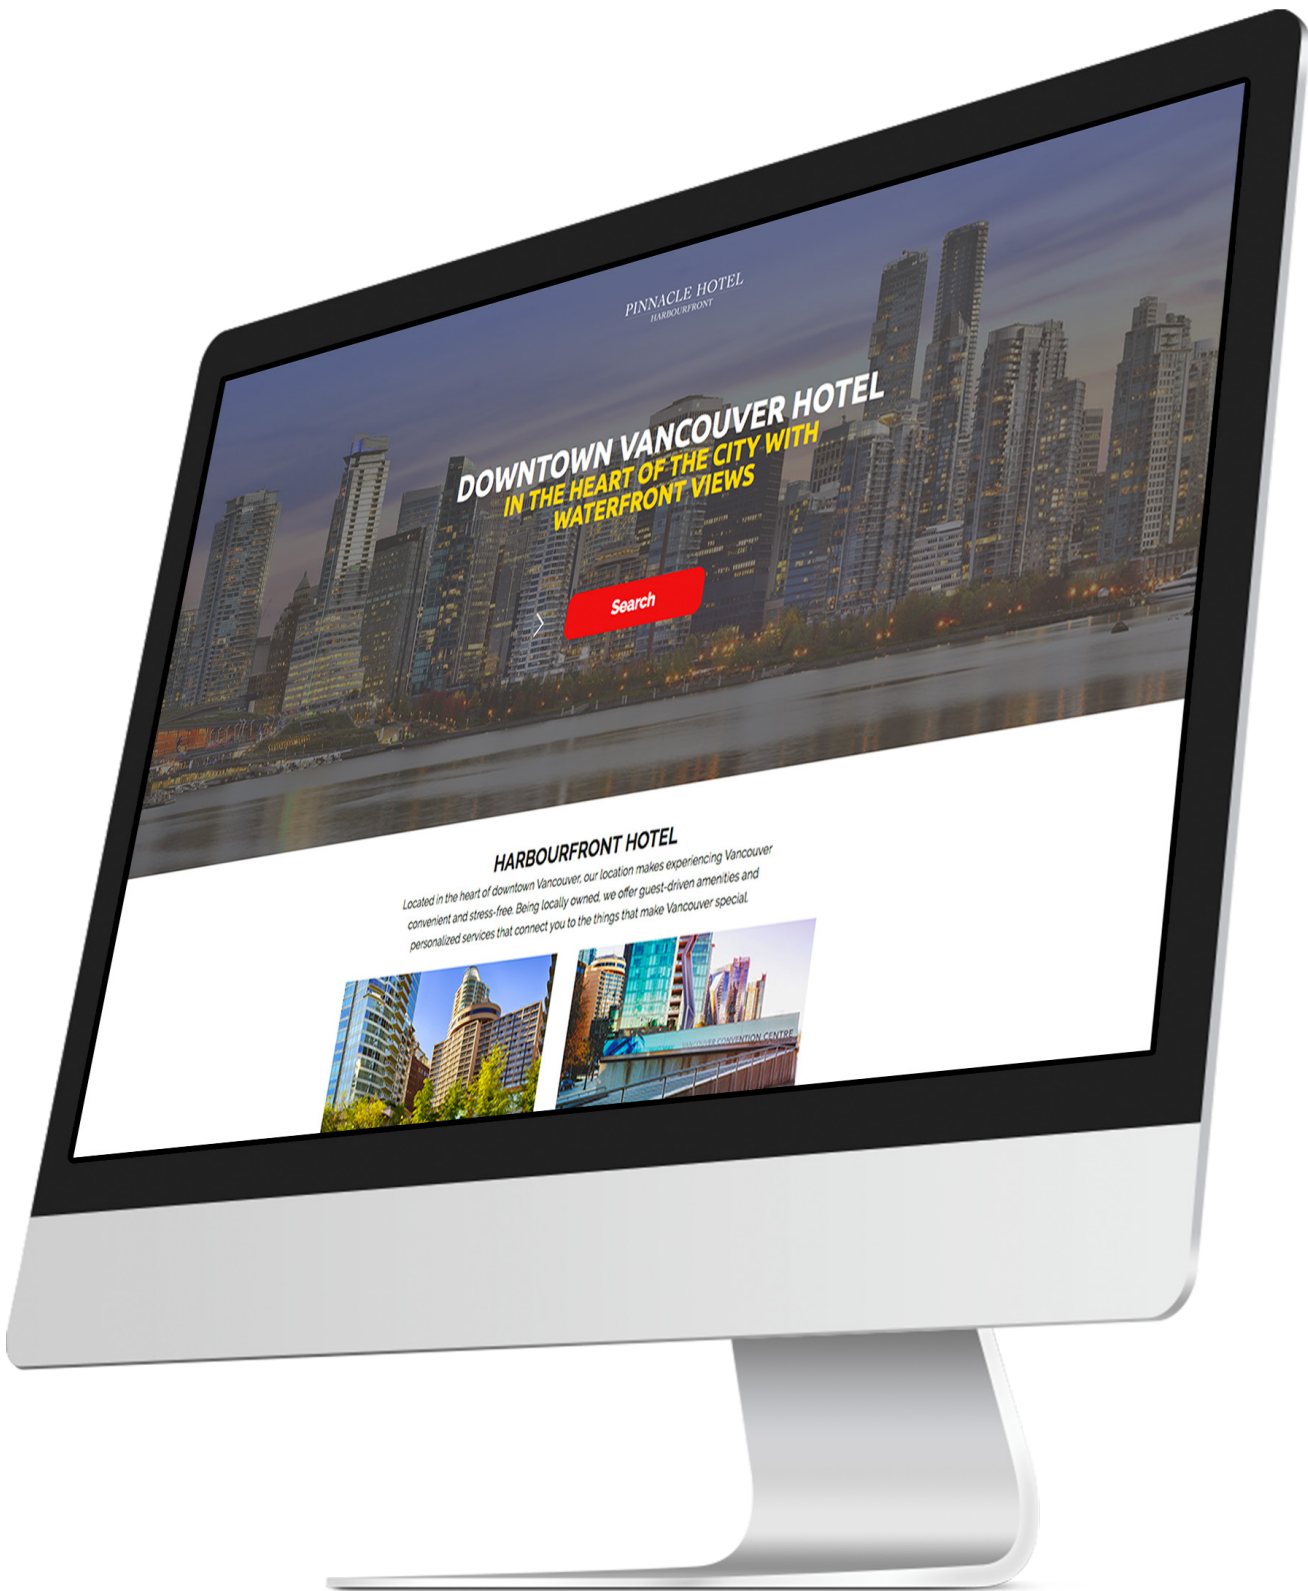 PINNACLE HOTEL
HARBOURFRONT
DOWNTOWN VANCOUVER HOTEL
IN THE HEART OF THE CITY WITH
WATERFRONT VIEWS
Search
HARBOURFRONT HOTEL
Located in the heart of downtown Vancouver, our location makes experiencing Vancouver
convenient and stress-free. Being locally owned, we offer guest-driven amenities and
personalized services that connect you to the things that make Vancouver special.
VANCOUVER CONVENTION CENTRE